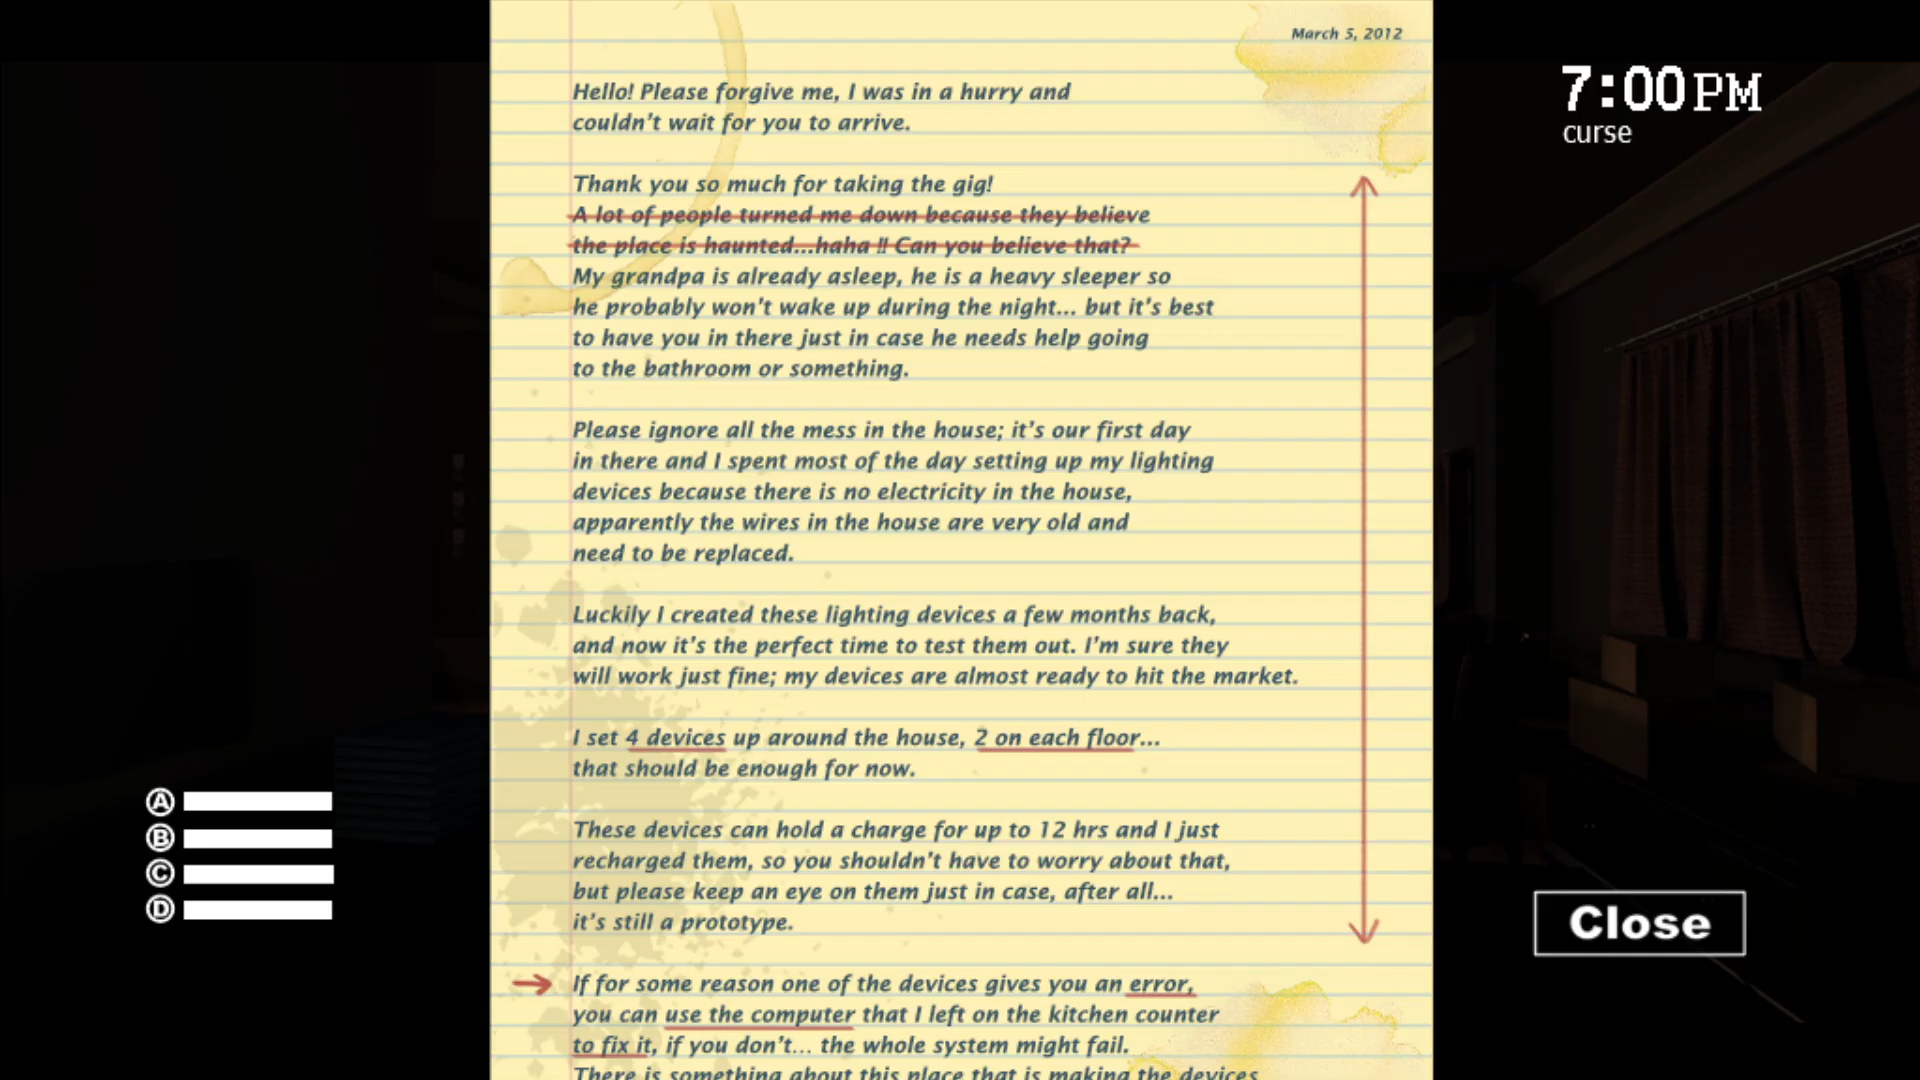 March 5, 2012
Hello! Please forgive me, I was in a hurry and
couldn't wait for you to arrive.
Thank you so much for taking the gig!
A lot of people turned me down because they believe
the place is haunted...haha !! Can you believe that?
My grandpa is already asleep, he is a heavy sleeper so
he probably won't wake up during the night... but it's best
to have you in there just in case he needs help going
to the bathroom or something.
Please ignore all the mess in the house; it's our first day
in there and I spent most of the day setting up my lighting
devices because there is no electricity in the house,
apparently the wires in the house are very old and
need to be replaced.
Luckily I created these lighting devices a few months back,
and now it's the perfect time to test them out. I'm sure they
will work just fine; my devices are almost ready to hit the market.
I set 4 devices up around the house, 2 on each floor...
that should be enough for now.
These devices can hold a charge for up to 12 hrs and I just
recharged them, so you shouldn't have to worry about that,
but please keep an eye on them just in case, after all...
it's still a prototype.
If for some reason one of the devices gives you an error,
you can use the computer that I left on the kitchen counter
to fix it, if you don't... the whole system might fail.
There is something about this place that is making the devices
7:00PM
curse
A
B
C
D
Close